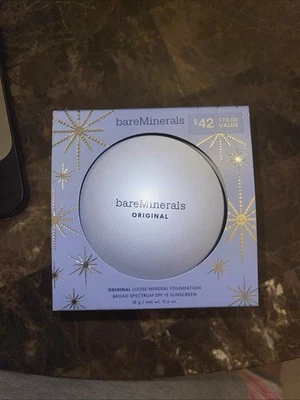 bareMinerals
$42 $78.00
VALUE
bareMinerals
ORIGINAL
ORIGINAL LOOSE MINERAL FOUNDATION
BROAD SPECTRUM SPF 15 SUNSCREEN
18 g / net wt. 0.6 oz.